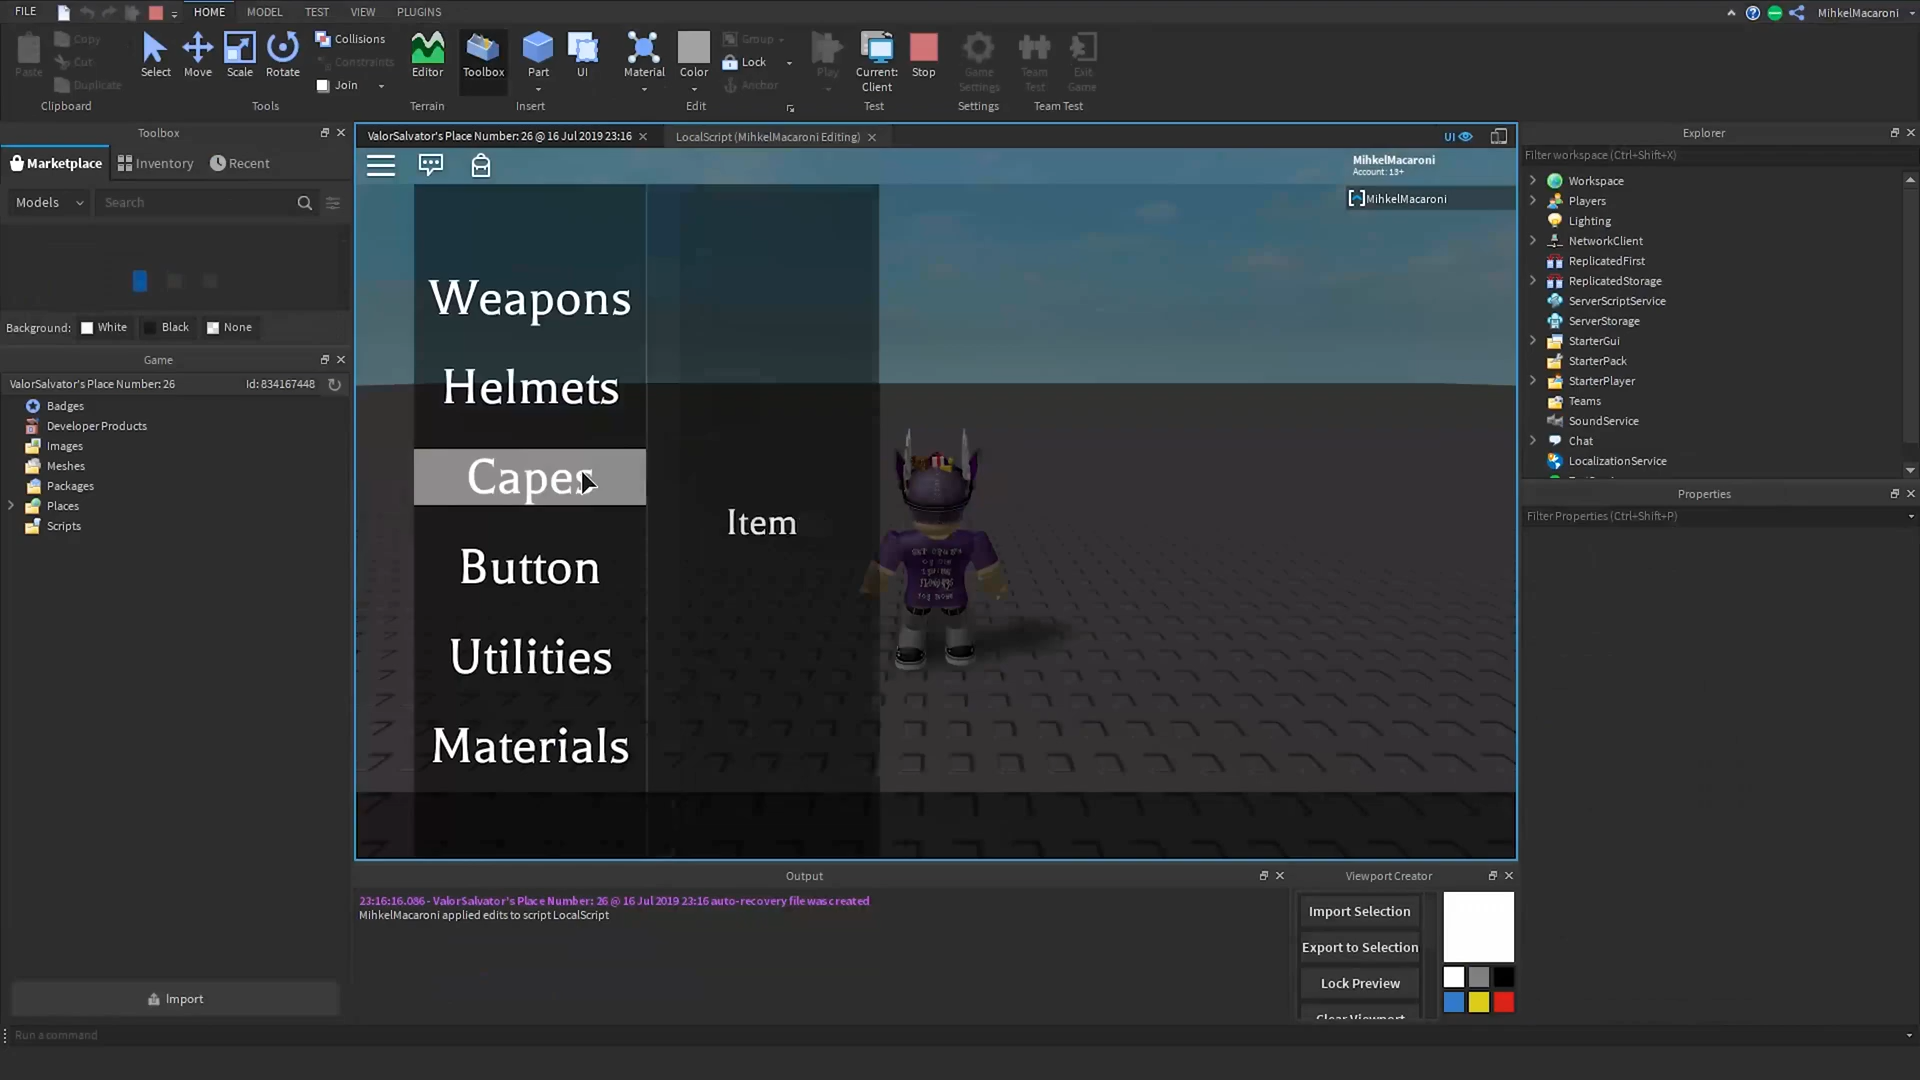 FILE HOME MODEL TEST VIEW PLUGINS MihkelMacaroni
Paste Copy Cut Duplicate Clipboard
Select Move Scale Rotate Collisions Constraints Join Tools
Editor Terrain Toolbox Part UI Insert
Material Color Group Lock Anchor Edit
Play Current: Client Stop Test
Game Settings Settings
Team Test Exit Game Team Test
Toolbox
Marketplace Inventory Recent
Models Search
Background: White Black None
Game
ValorSalvator's Place Number: 26 Id: 834167448
Badges
Developer Products
Images
Meshes
Packages
Places
Scripts
Import
Run a command
ValorSalvator's Place Number: 26 @ 16 Jul 2019 23:16 LocalScript (MihkelMacaroni Editing) UI
MihkelMacaroni
Account: 13+
MihkelMacaroni
Weapons
Helmets
Capes
Button
Utilities
Materials
Item
Output
23:16:16.086 - ValorSalvator's Place Number: 26 @ 16 Jul 2019 23:16 auto-recovery file was created
MihkelMacaroni applied edits to script LocalScript
Viewport Creator
Import Selection
Export to Selection
Lock Preview
Clear Viewport
Explorer
Filter workspace (Ctrl+Shift+X)
Workspace
Players
Lighting
NetworkClient
ReplicatedFirst
ReplicatedStorage
ServerScriptService
ServerStorage
StarterGui
StarterPack
StarterPlayer
Teams
SoundService
Chat
LocalizationService
Properties
Filter Properties (Ctrl+Shift+P)